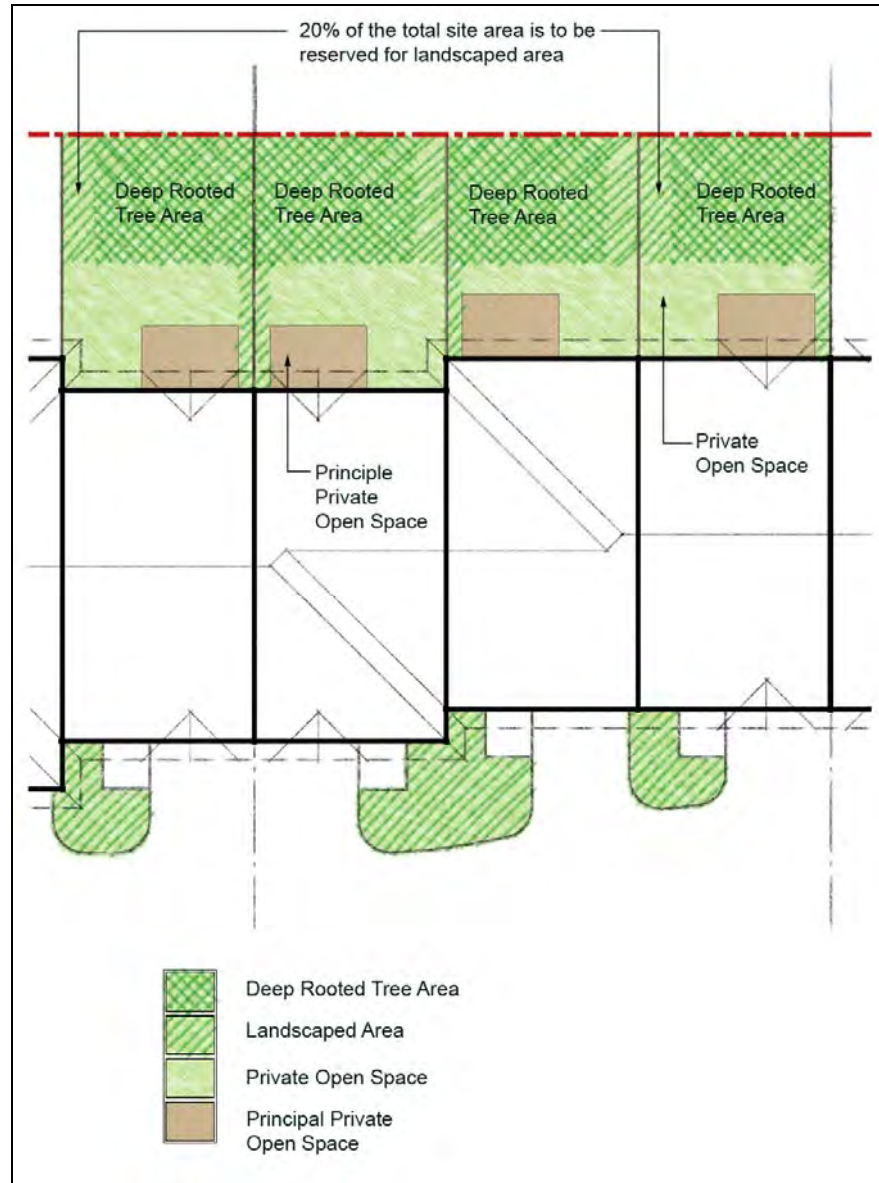 20% of the total site area is to be
reserved for landscaped area
Deep Rooted
Tree Area
Deep Rooted
Tree Area
Deep Rooted
Tree Area
Deep Rooted
Tree Area
Principle
Private
Open Space
Private
Open Space
Deep Rooted Tree Area
Landscaped Area
Private Open Space
Principal Private
Open Space